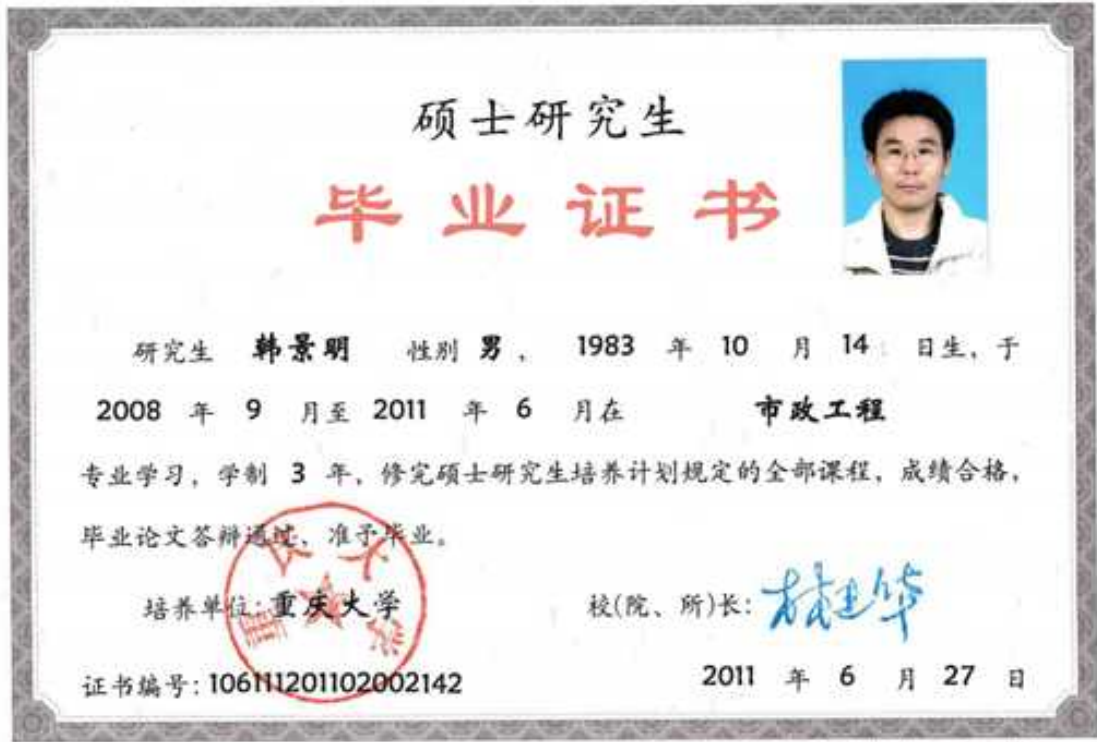 硕士研究生
毕业证书
研究生 韩景明 性别 男, 1983 年 10 月 14 日生, 于
2008 年 9 月至 2011 年 6 月在 市政工程
专业学习, 学制 3 年, 修完硕士研究生培养计划规定的全部课程, 成绩合格,
毕业论文答辩通过, 准予毕业。
培养单位: 重庆大学
校(院、所)长: 林建华
证书编号: 106111201102002142
2011 年 6 月 27 日